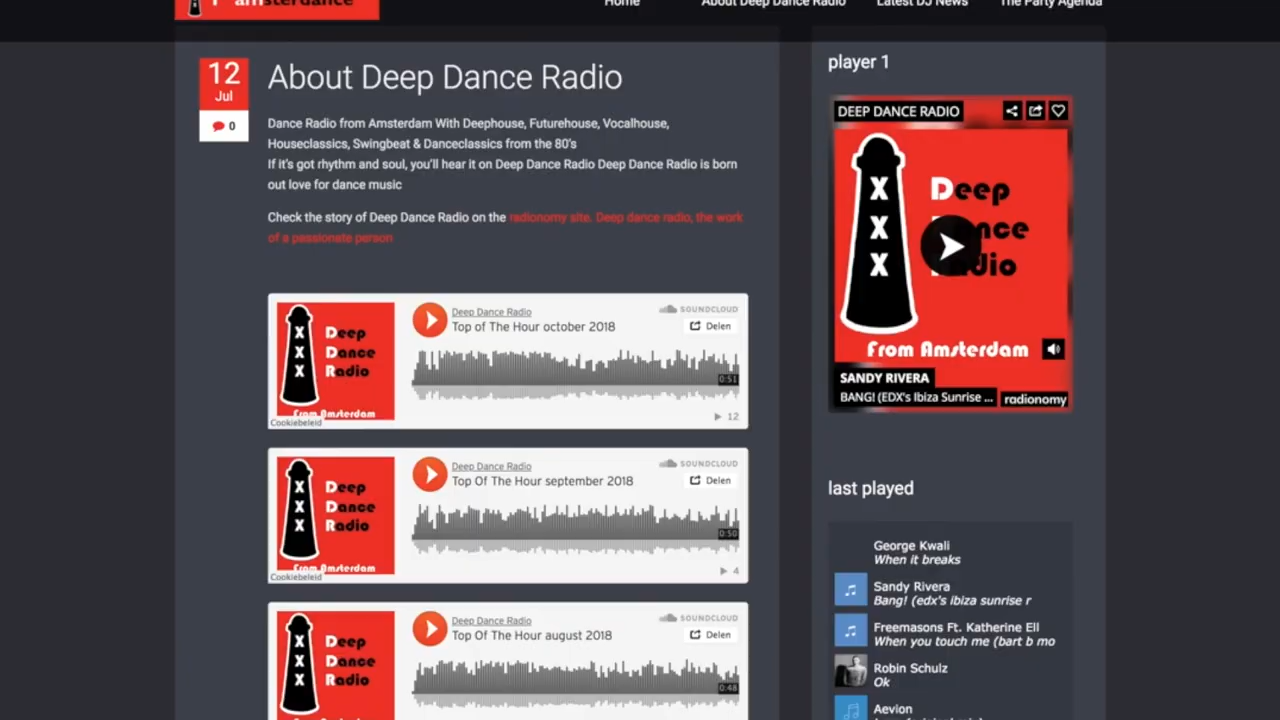 amsterdance
Home
About Deep Dance Radio
Latest DJ News
The Party Agenda
12
Jul
0
About Deep Dance Radio
Dance Radio from Amsterdam With Deephouse, Futurehouse, Vocalhouse,
Houseclassics, Swingbeat & Danceclassics from the 80's
If it's got rhythm and soul, you'll hear it on Deep Dance Radio Deep Dance Radio is born
out love for dance music
Check the story of Deep Dance Radio on the radionomy site. Deep dance radio, the work
of a passionate person
X Deep
X Dance
X Radio
From Amsterdam
Cookiebeleid
Deep Dance Radio
Top of The Hour october 2018
SOUNDCLOUD
Delen
0:51
12
X Deep
X Dance
X Radio
From Amsterdam
Cookiebeleid
Deep Dance Radio
Top Of The Hour september 2018
SOUNDCLOUD
Delen
0:50
4
X Deep
X Dance
X Radio
Deep Dance Radio
Top Of The Hour august 2018
SOUNDCLOUD
Delen
0:48
player 1
DEEP DANCE RADIO
X Deep
X nce
X dio
From Amsterdam
SANDY RIVERA
BANG! (EDX's Ibiza Sunrise ...
radionomy
last played
George Kwali
When it breaks
Sandy Rivera
Bang! (edx's ibiza sunrise r
Freemasons Ft. Katherine Ell
When you touch me (bart b mo
Robin Schulz
Ok
Aevion